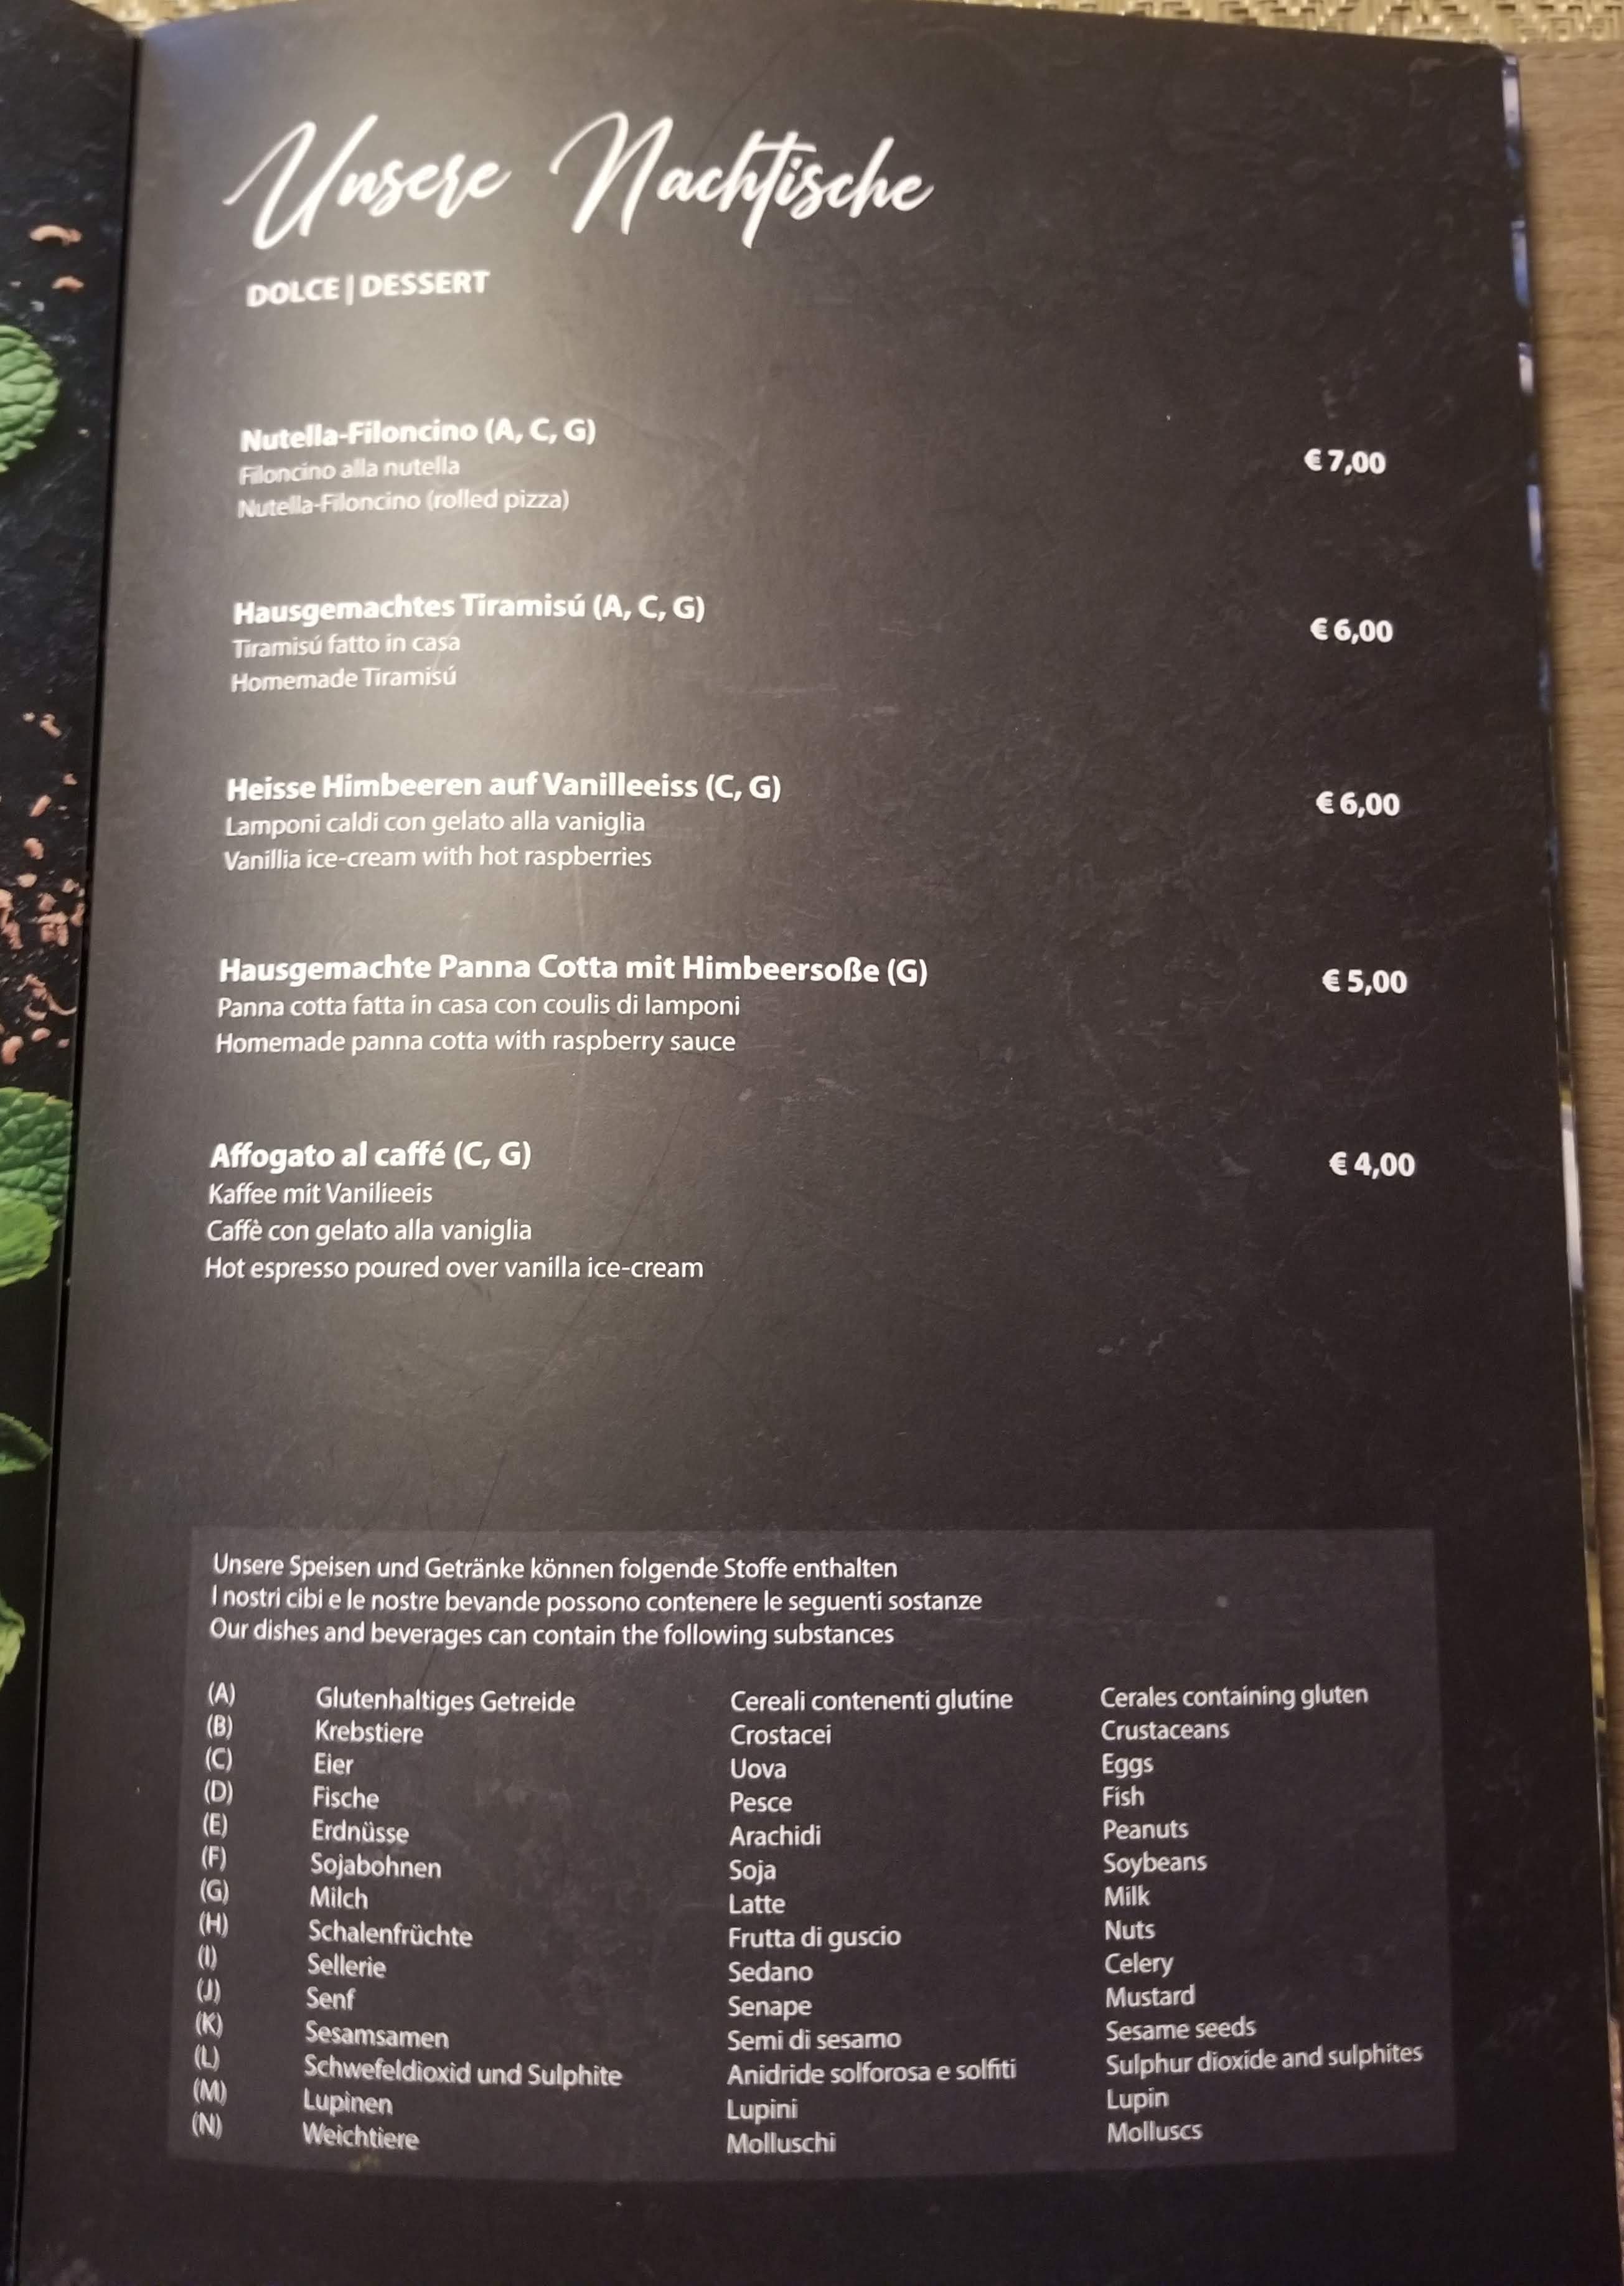 Unsere Nachtische
DOLCE | DESSERT
Nutella-Filoncino (A, C, G) € 7,00
Filoncino alla nutella
Nutella-Filoncino (rolled pizza)
Hausgemachtes Tiramisú (A, C, G) € 6,00
Tiramisú fatto in casa
Homemade Tiramisú
Heisse Himbeeren auf Vanilleeiss (C, G) € 6,00
Lamponi caldi con gelato alla vaniglia
Vanillia ice-cream with hot raspberries
Hausgemachte Panna Cotta mit Himbeersoße (G) € 5,00
Panna cotta fatta in casa con coulis di lamponi
Homemade panna cotta with raspberry sauce
Affogato al caffé (C, G) € 4,00
Kaffee mit Vanilieeis
Caffè con gelato alla vaniglia
Hot espresso poured over vanilla ice-cream
Unsere Speisen und Getränke können folgende Stoffe enthalten
I nostri cibi e le nostre bevande possono contenere le seguenti sostanze
Our dishes and beverages can contain the following substances
(A) Glutenhaltiges Getreide Cereali contenenti glutine Cerales containing gluten
(B) Krebstiere Crostacei Crustaceans
(C) Eier Uova Eggs
(D) Fische Pesce Fish
(E) Erdnüsse Arachidi Peanuts
(F) Sojabohnen Soja Soybeans
(G) Milch Latte Milk
(H) Schalenfrüchte Frutta di guscio Nuts
(I) Sellerie Sedano Celery
(J) Senf Senape Mustard
(K) Sesamsamen Semi di sesamo Sesame seeds
(L) Schwefeldioxid und Sulphite Anidride solforosa e solfiti Sulphur dioxide and sulphites
(M) Lupinen Lupini Lupin
(N) Weichtiere Molluschi Molluscs